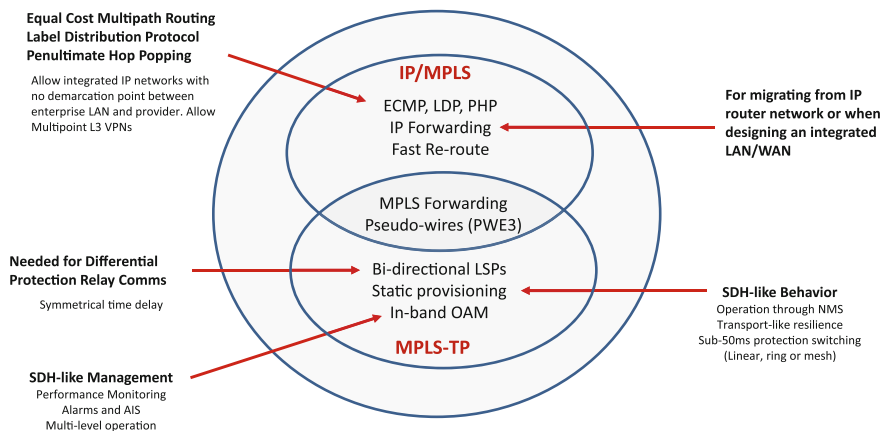 Equal Cost Multipath Routing
Label Distribution Protocol
Penultimate Hop Popping
Allow integrated IP networks with
no demarcation point between
enterprise LAN and provider. Allow
Multipoint L3 VPNs
IP/MPLS
ECMP, LDP, PHP
IP Forwarding
Fast Re-route
For migrating from IP
router network or when
designing an integrated
LAN/WAN
MPLS Forwarding
Pseudo-wires (PWE3)
Needed for Differential
Protection Relay Comms
Symmetrical time delay
Bi-directional LSPs
Static provisioning
In-band OAM
MPLS-TP
SDH-like Behavior
Operation through NMS
Transport-like resilience
Sub-50ms protection switching
(Linear, ring or mesh)
SDH-like Management
Performance Monitoring
Alarms and AIS
Multi-level operation